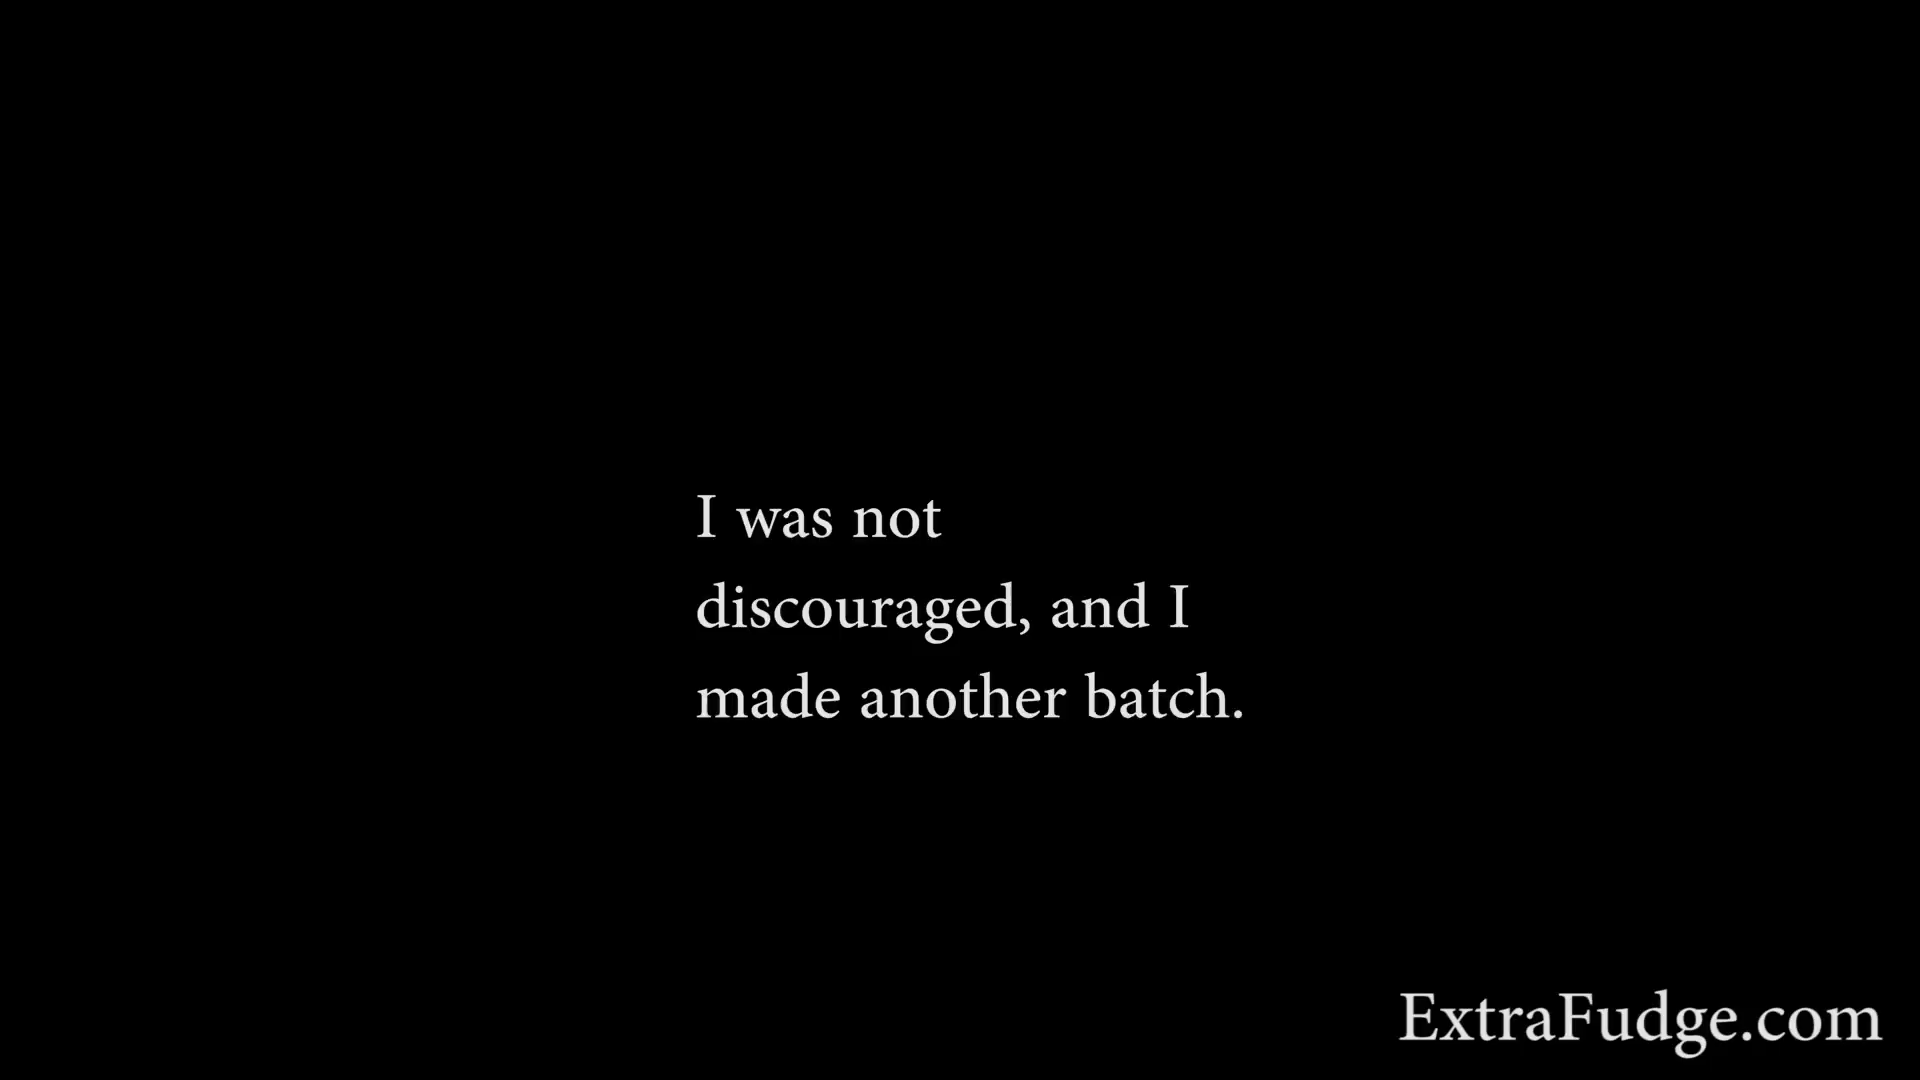 I was not
discouraged, and I
made another batch.
ExtraFudge.com